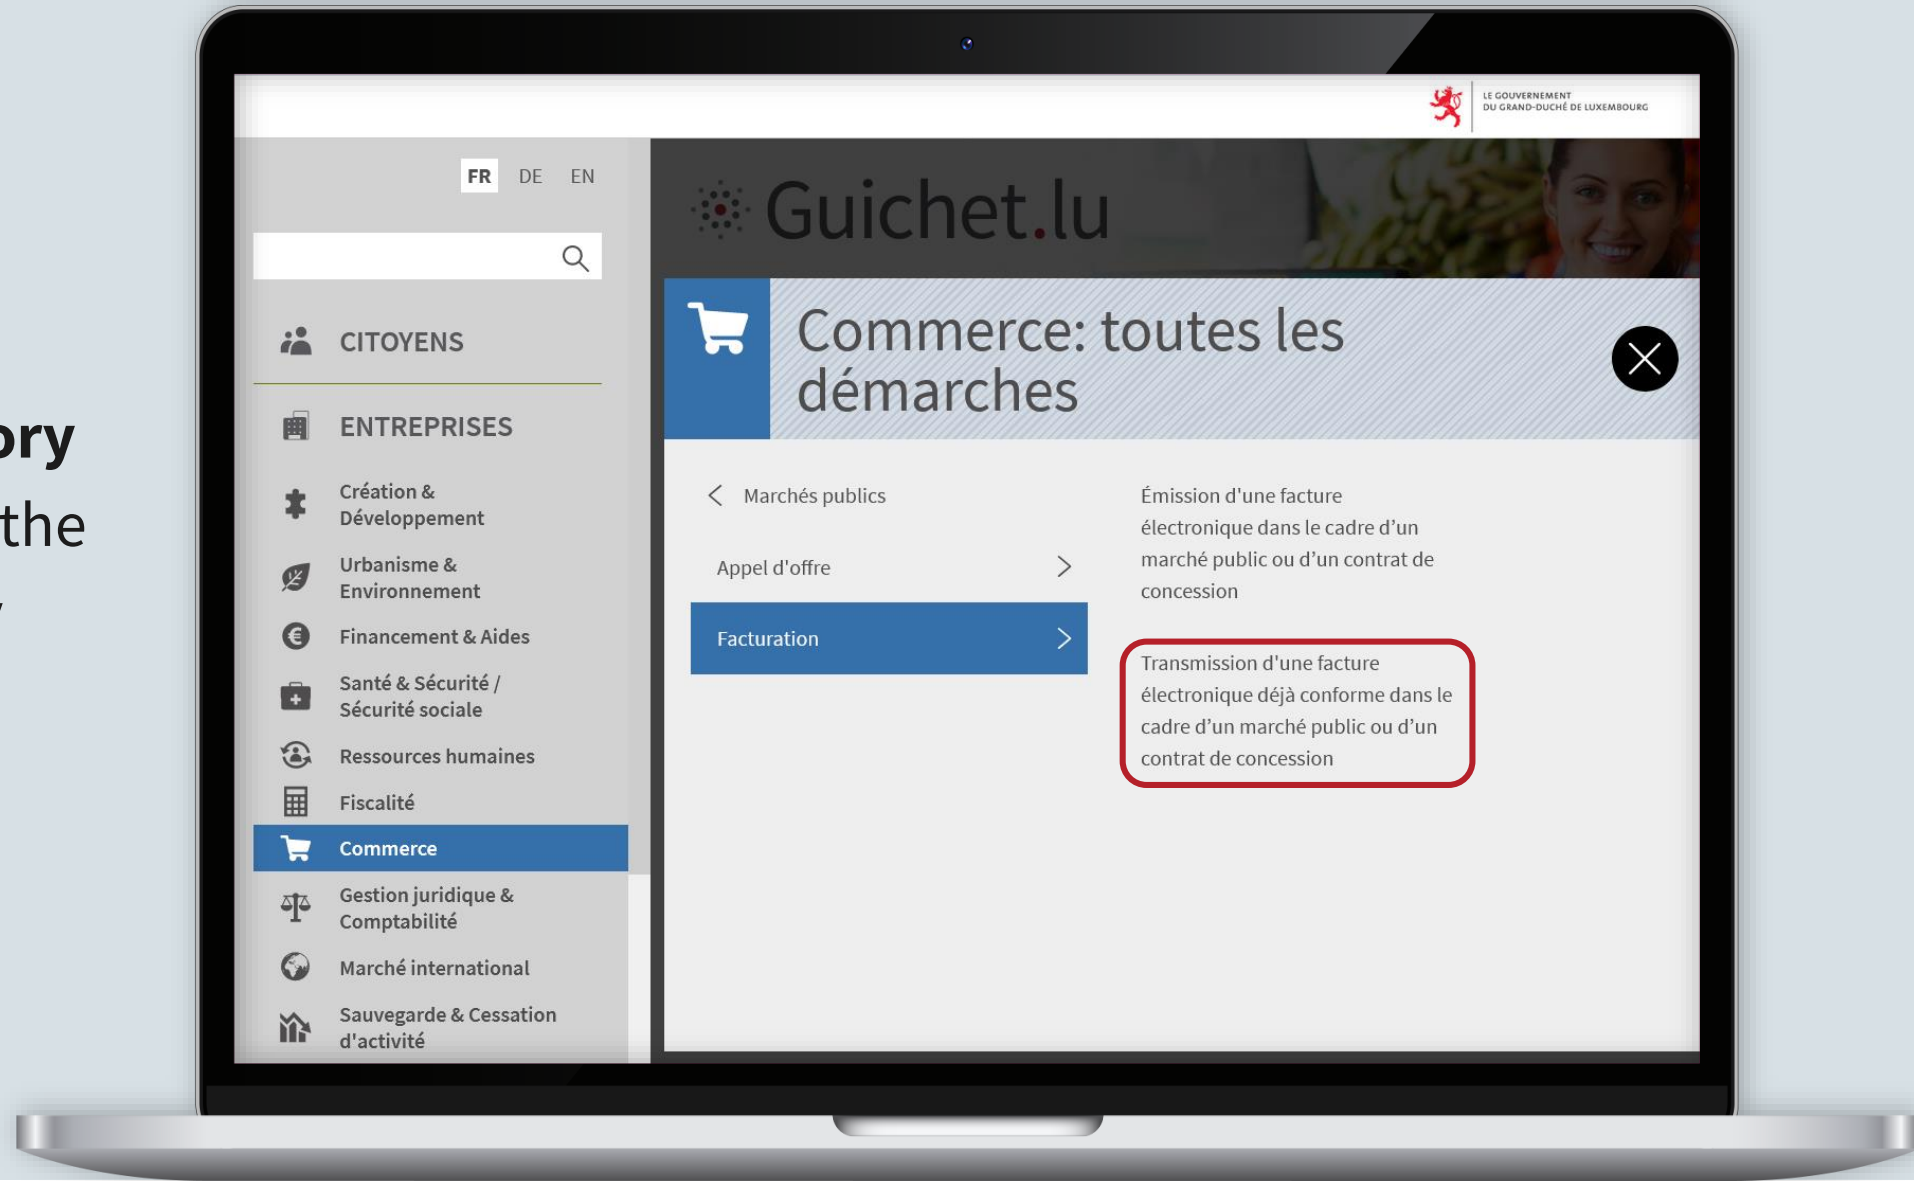 ory
the
LE GOUVERNEMENT
DU GRAND-DUCHÉ DE LUXEMBOURG
FR DE EN
Guichet.lu
CITOYENS
ENTREPRISES
Création &
Développement
Urbanisme &
Environnement
Financement & Aides
Santé & Sécurité /
Sécurité sociale
Ressources humaines
Fiscalité
Commerce
Gestion juridique &
Comptabilité
Marché international
Sauvegarde & Cessation
d'activité
Commerce: toutes les
démarches
Marchés publics
Appel d'offre
Facturation
Émission d'une facture
électronique dans le cadre d’un
marché public ou d’un contrat de
concession
Transmission d'une facture
électronique déjà conforme dans le
cadre d’un marché public ou d’un
contrat de concession